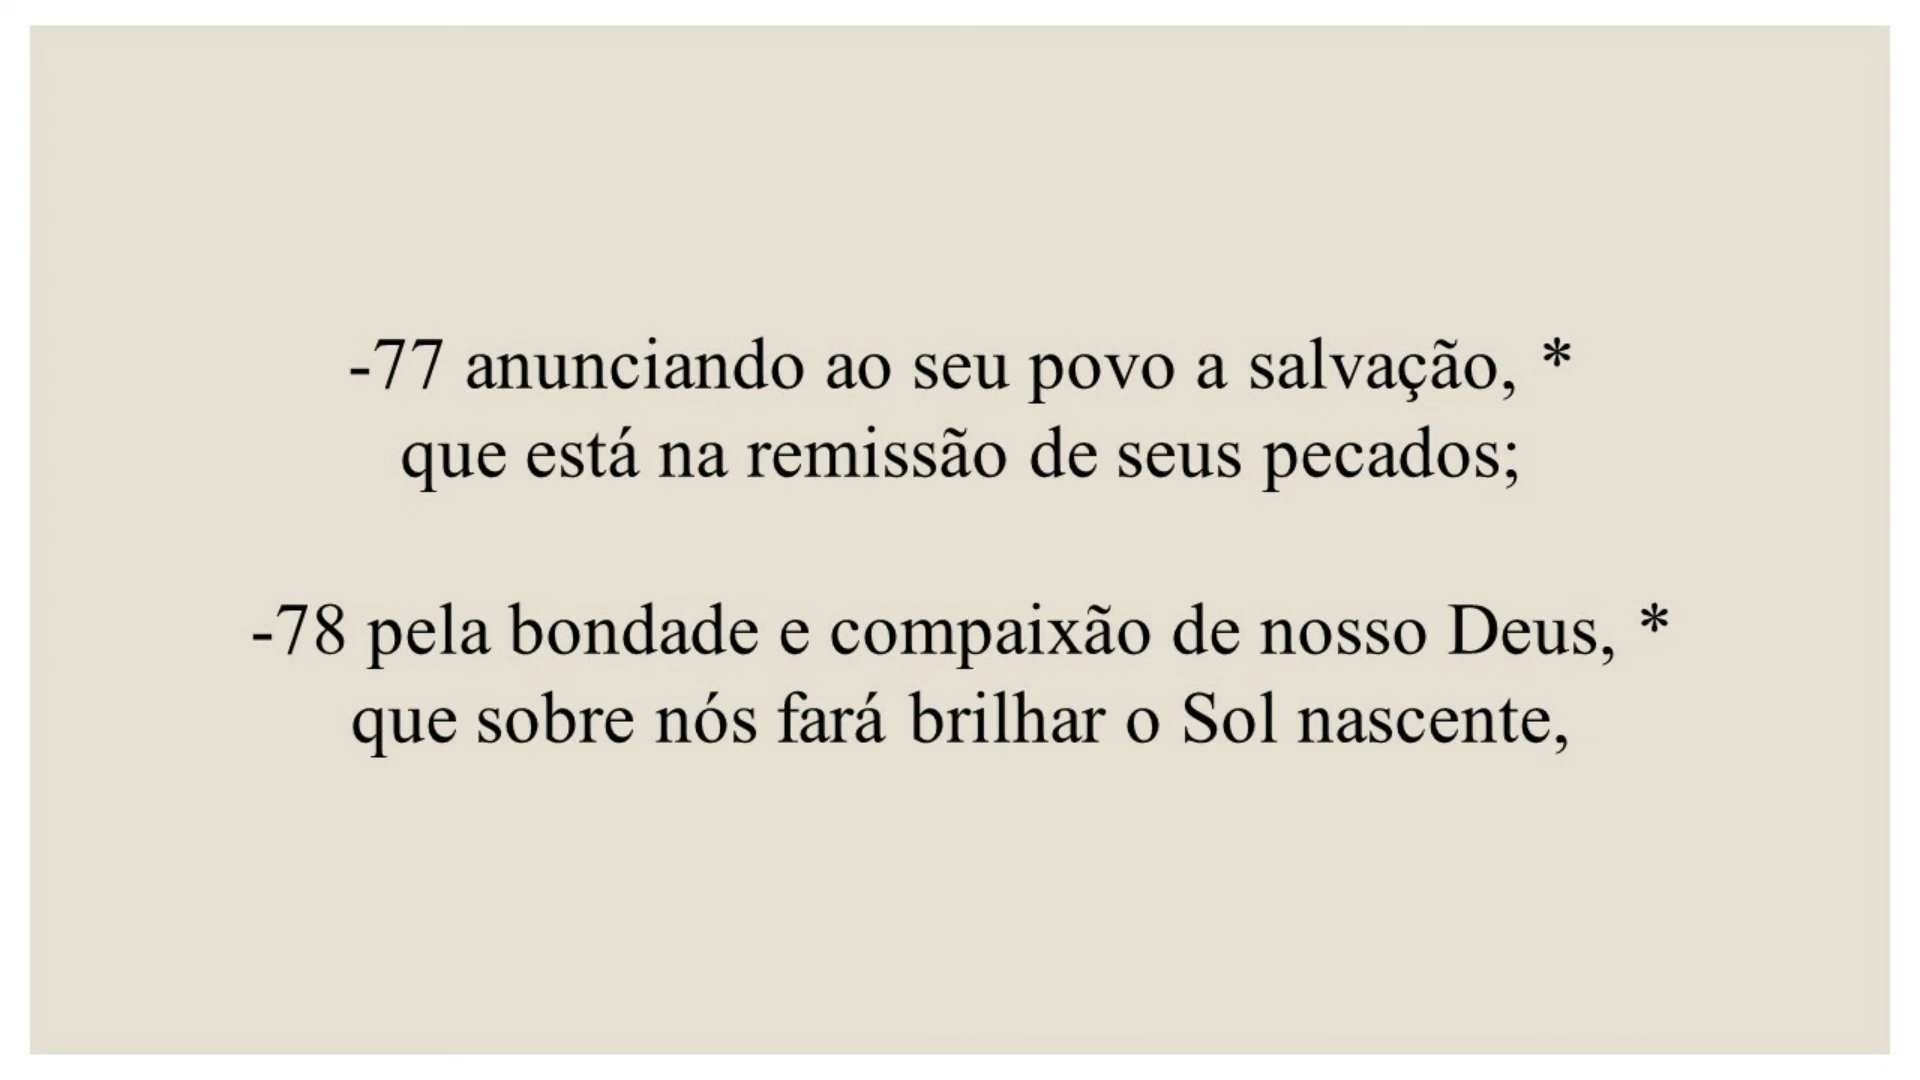 -77 anunciando ao seu povo a salvação, *
que está na remissão de seus pecados;
-78 pela bondade e compaixão de nosso Deus, *
que sobre nós fará brilhar o Sol nascente,